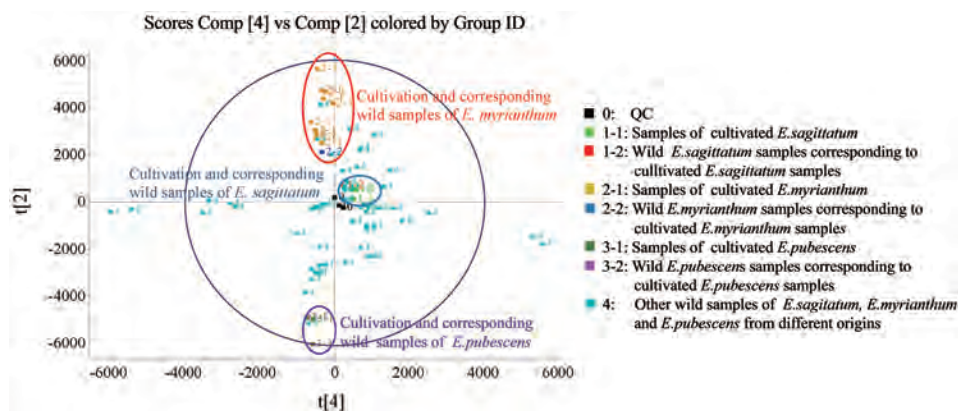 Scores Comp [4] vs Comp [2] colored by Group ID
t[2]
6000
4000
2000
0
-2000
-4000
-6000
-6000
-4000
-2000
0
2000
4000
6000
t[4]
Cultivation and corresponding
wild samples of E. myrianthum
Cultivation and corresponding
wild samples of E. sagittatum
Cultivation and corresponding
wild samples of E.pubescens
0: QC
1-1: Samples of cultivated E.sagittatum
1-2: Wild E.sagittatum samples corresponding to
culltivated E.sagittatum samples
2-1: Samples of cultivated E.myrianthum
2-2: Wild E.myrianthum samples corresponding to
cultivated E.myrianthum samples
3-1: Samples of cultivated E.pubescens
3-2: Wild E.pubescens samples corresponding to
cultivated E.pubescens samples
4: Other wild samples of E.sagitatum, E.myrianthum
and E.pubescens from different origins